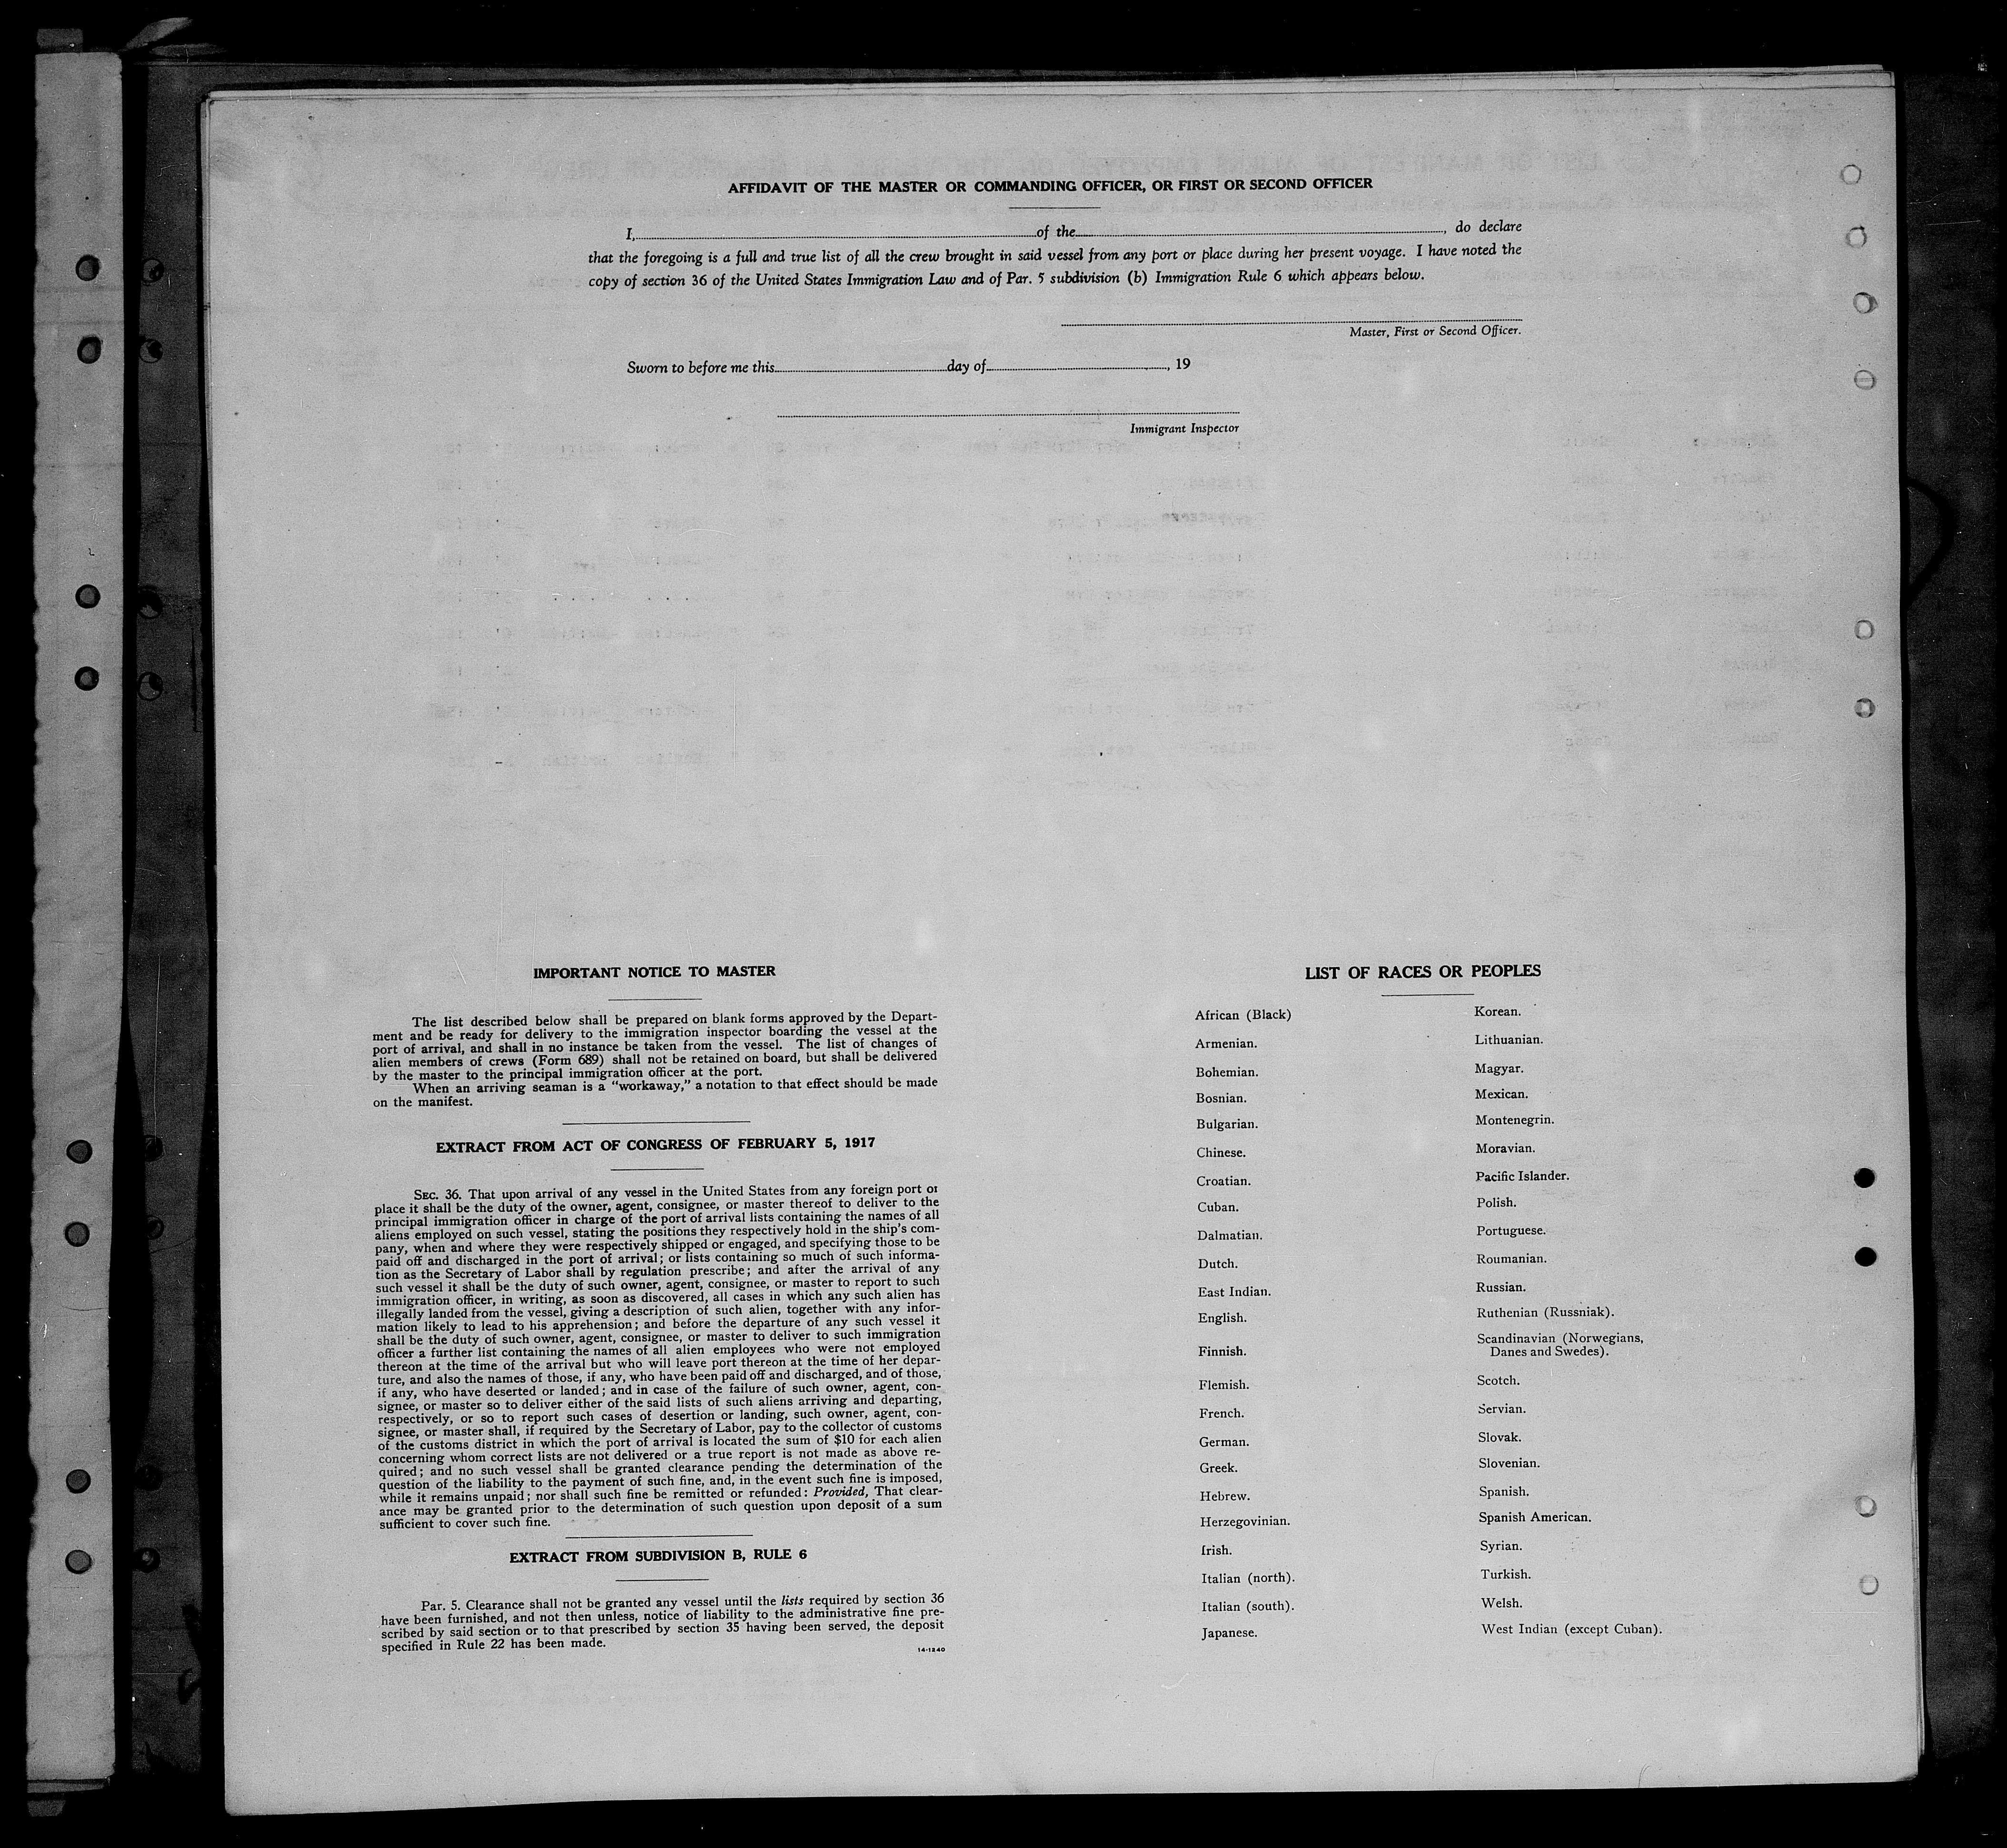 AFFIDAVIT OF THE MASTER OR COMMANDING OFFICER, OR FIRST OR SECOND OFFICER
I, of the , do declare
that the foregoing is a full and true list of all the crew brought in said vessel from any port or place during her present voyage. I have noted the
copy of section 36 of the United States Immigration Law and of Par. 5 subdivision (b) Immigration Rule 6 which appears below.
Master, First or Second Officer.
Sworn to before me this day of , 19
Immigrant Inspector
IMPORTANT NOTICE TO MASTER
The list described below shall be prepared on blank forms approved by the Depart-
ment and be ready for delivery to the immigration inspector boarding the vessel at the
port of arrival, and shall in no instance be taken from the vessel. The list of changes of
alien members of crews (Form 689) shall not be retained on board, but shall be delivered
by the master to the principal immigration officer at the port.
When an arriving seaman is a "workaway," a notation to that effect should be made
on the manifest.
EXTRACT FROM ACT OF CONGRESS OF FEBRUARY 5, 1917
SEC. 36. That upon arrival of any vessel in the United States from any foreign port or
place it shall be the duty of the owner, agent, consignee, or master thereof to deliver to the
principal immigration officer in charge of the port of arrival lists containing the names of all
aliens employed on such vessel, stating the positions they respectively hold in the ship's com-
pany, when and where they were respectively shipped or engaged, and specifying those to be
paid off and discharged in the port of arrival; or lists containing so much of such informa-
tion as the Secretary of Labor shall by regulation prescribe; and after the arrival of any
such vessel it shall be the duty of such owner, agent, consignee, or master to report to such
immigration officer, in writing, as soon as discovered, all cases in which any such alien has
illegally landed from the vessel, giving a description of such alien, together with any infor-
mation likely to lead to his apprehension; and before the departure of any such vessel it
shall be the duty of such owner, agent, consignee, or master to deliver to such immigration
officer a further list containing the names of all alien employees who were not employed
thereon at the time of the arrival but who will leave port thereon at the time of her depar-
ture, and also the names of those, if any, who have been paid off and discharged, and of those,
if any, who have deserted or landed; and in case of the failure of such owner, agent, con-
signee, or master so to deliver either of the said lists of such aliens arriving and departing,
respectively, or so to report such cases of desertion or landing, such owner, agent, con-
signee, or master shall, if required by the Secretary of Labor, pay to the collector of customs
of the customs district in which the port of arrival is located the sum of $10 for each alien
concerning whom correct lists are not delivered or a true report is not made as above re-
quired; and no such vessel shall be granted clearance pending the determination of the
question of the liability to the payment of such fine, and, in the event such fine is imposed,
while it remains unpaid; nor shall such fine be remitted or refunded: Provided, That clear-
ance may be granted prior to the determination of such question upon deposit of a sum
sufficient to cover such fine.
EXTRACT FROM SUBDIVISION B, RULE 6
Par. 5. Clearance shall not be granted any vessel until the lists required by section 36
have been furnished, and not then unless, notice of liability to the administrative fine pre-
scribed by said section or to that prescribed by section 35 having been served, the deposit
specified in Rule 22 has been made.
14-1240
LIST OF RACES OR PEOPLES
African (Black)
Armenian.
Bohemian.
Bosnian.
Bulgarian.
Chinese.
Croatian.
Cuban.
Dalmatian.
Dutch.
East Indian.
English.
Finnish.
Flemish.
French.
German.
Greek.
Hebrew.
Herzegovinian.
Irish.
Italian (north).
Italian (south).
Japanese.
Korean.
Lithuanian.
Magyar.
Mexican.
Montenegrin.
Moravian.
Pacific Islander.
Polish.
Portuguese.
Roumanian.
Russian.
Ruthenian (Russniak).
Scandinavian (Norwegians,
Danes and Swedes).
Scotch.
Servian.
Slovak.
Slovenian.
Spanish.
Spanish American.
Syrian.
Turkish.
Welsh.
West Indian (except Cuban).